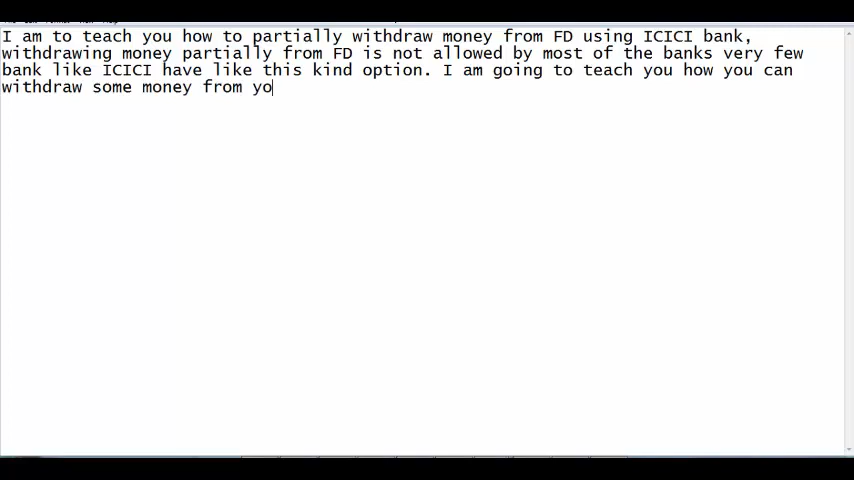 I am to teach you how to partially withdraw money from FD using ICICI bank,
withdrawing money partially from FD is not allowed by most of the banks very few
bank like ICICI have like this kind option. I am going to teach you how you can
withdraw some money from yo